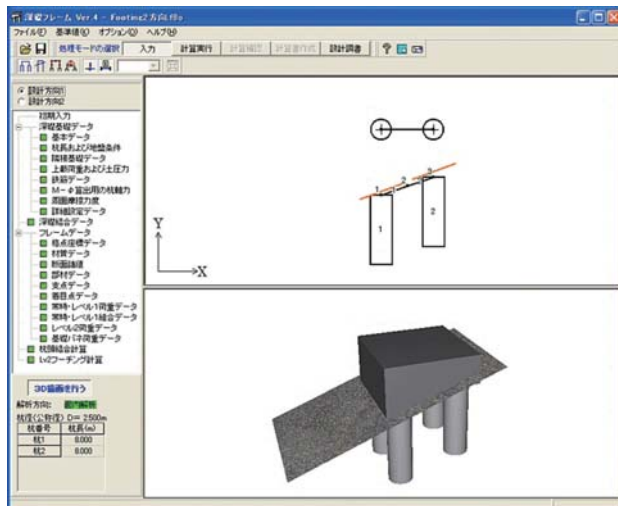 深礎フレーム Ver.4 - Footing2方向.f8o
ファイル(F) 基準値(K) オプション(O) ヘルプ(H)
処理モードの選択 入力 計算実行 計算確認 計算書作成 設計調書
設計方向1
設計方向2
初期入力
深礎基礎データ
基本データ
杭長および地盤条件
隣接基礎データ
上載荷重および土圧力
鉄筋データ
M-φ算出用の杭軸力
周面摩擦力度
詳細設定データ
深礎結合データ
フレームデータ
格点座標データ
材質データ
断面諸値
部材データ
支点データ
着目点データ
常時・レベル1荷重データ
常時・レベル1組合データ
レベル2荷重データ
基礎バネ荷重データ
杭頭結合計算
Lv2フーチング計算
3D描画を行う
解析方向: 面内解析
杭径(公称径) D= 2.500m
杭番号 杭長(m)
杭1 8.000
杭2 8.000
1 2 3
1 2
Y
X